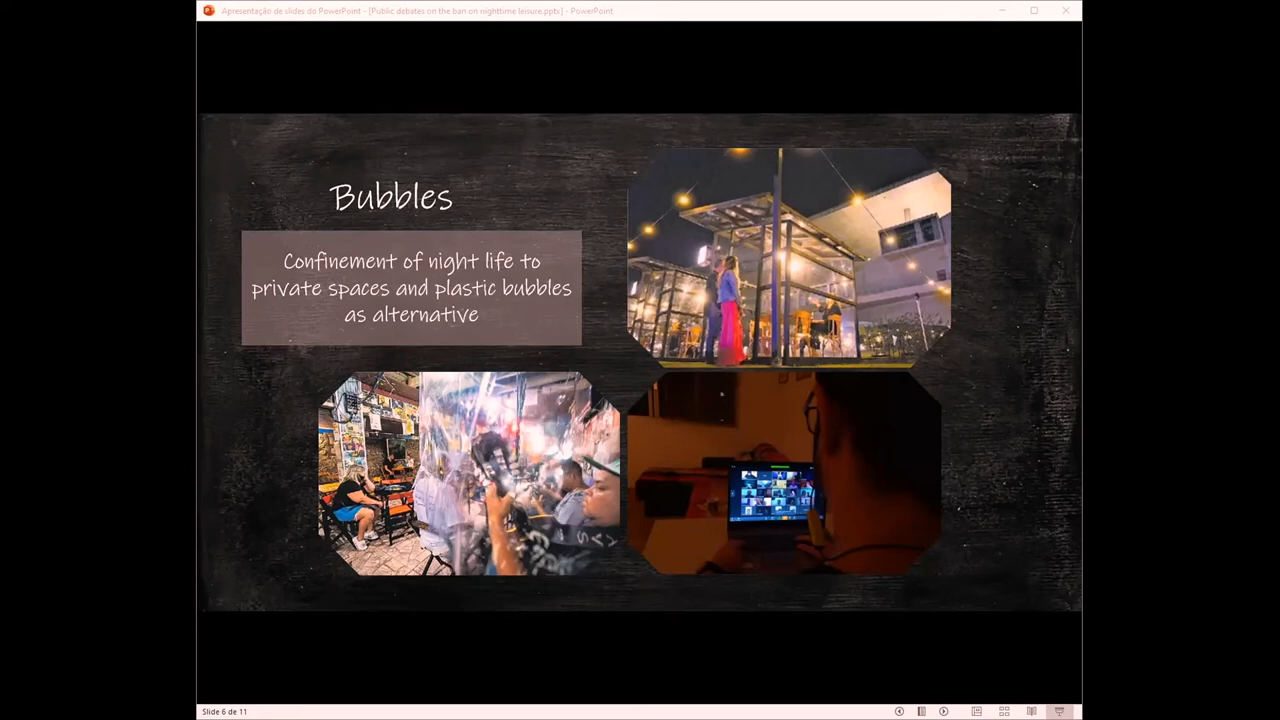 Apresentação de slides do PowerPoint - [Public debates on the ban on nighttime leisure.pptx] - PowerPoint
Bubbles
Confinement of night life to
private spaces and plastic bubbles
as alternative
Slide 6 de 11